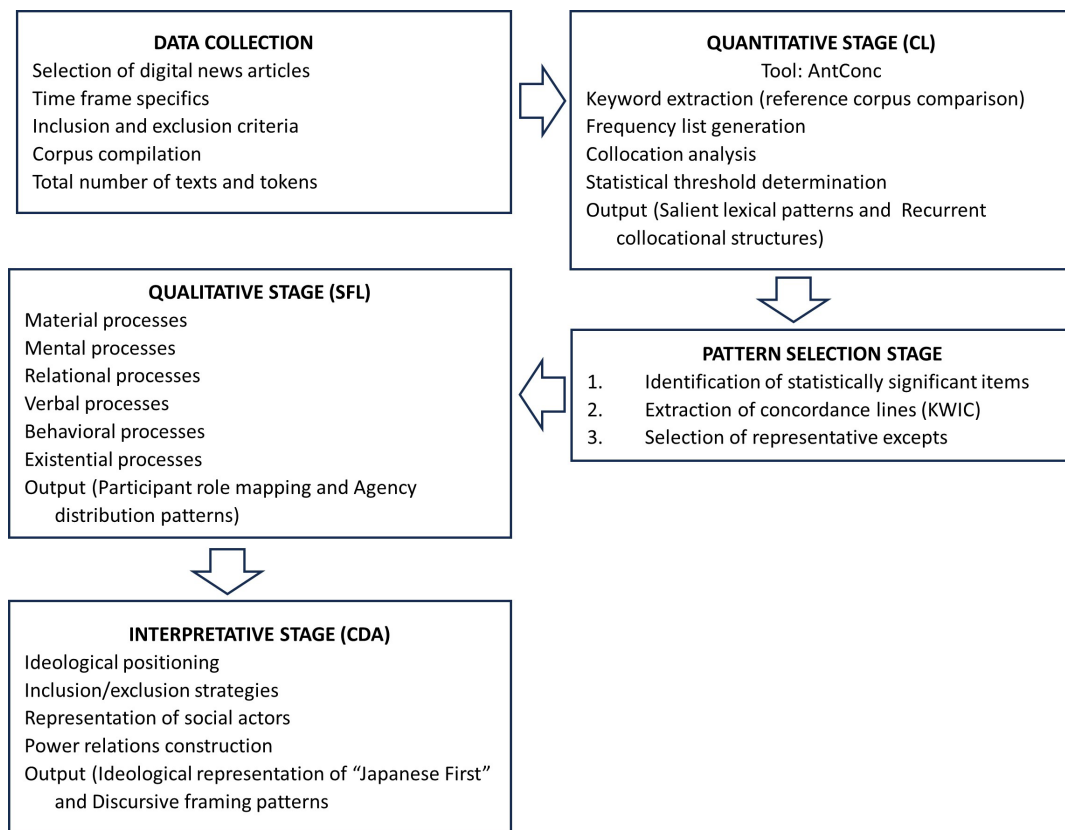 DATA COLLECTION
Selection of digital news articles
Time frame specifics
Inclusion and exclusion criteria
Corpus compilation
Total number of texts and tokens
QUANTITATIVE STAGE (CL)
Tool: AntConc
Keyword extraction (reference corpus comparison)
Frequency list generation
Collocation analysis
Statistical threshold determination
Output (Salient lexical patterns and Recurrent
collocational structures)
PATTERN SELECTION STAGE
1. Identification of statistically significant items
2. Extraction of concordance lines (KWIC)
3. Selection of representative excepts
QUALITATIVE STAGE (SFL)
Material processes
Mental processes
Relational processes
Verbal processes
Behavioral processes
Existential processes
Output (Participant role mapping and Agency
distribution patterns)
INTERPRETATIVE STAGE (CDA)
Ideological positioning
Inclusion/exclusion strategies
Representation of social actors
Power relations construction
Output (Ideological representation of “Japanese First”
and Discursive framing patterns